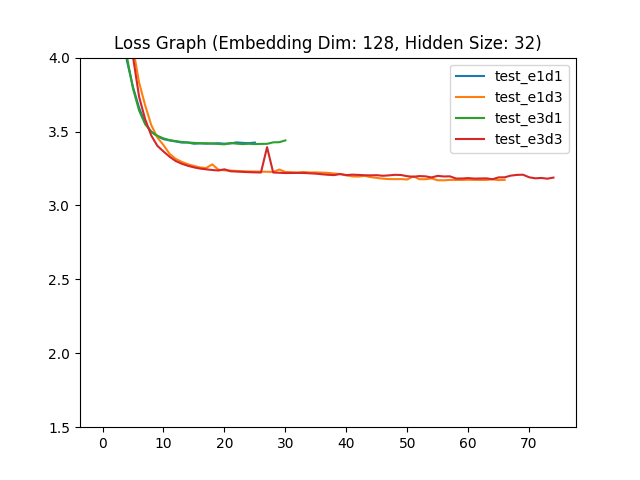 Loss Graph (Embedding Dim: 128, Hidden Size: 32)
4.0
3.5
3.0
2.5
2.0
1.5
0 10 20 30 40 50 60 70
test_e1d1
test_e1d3
test_e3d1
test_e3d3